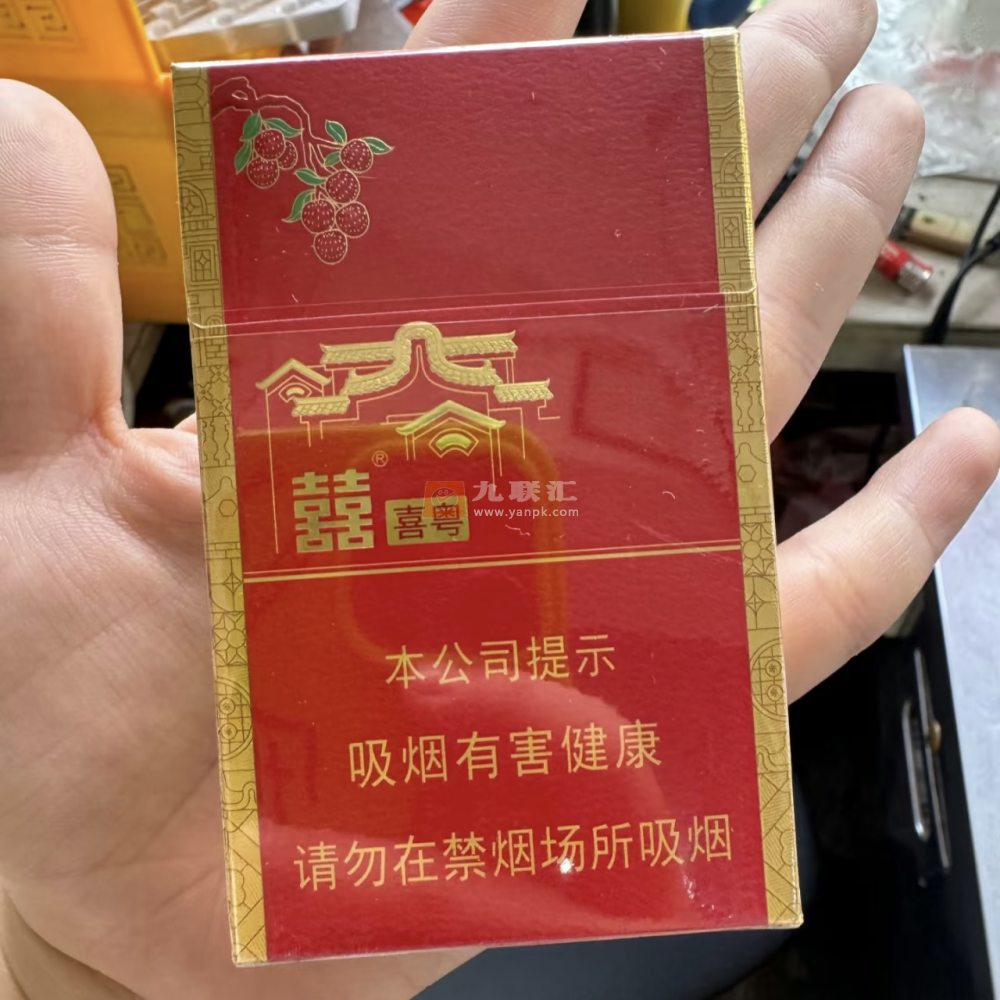 囍® 喜粤
九联汇
www.yanpk.com
本公司提示
吸烟有害健康
请勿在禁烟场所吸烟